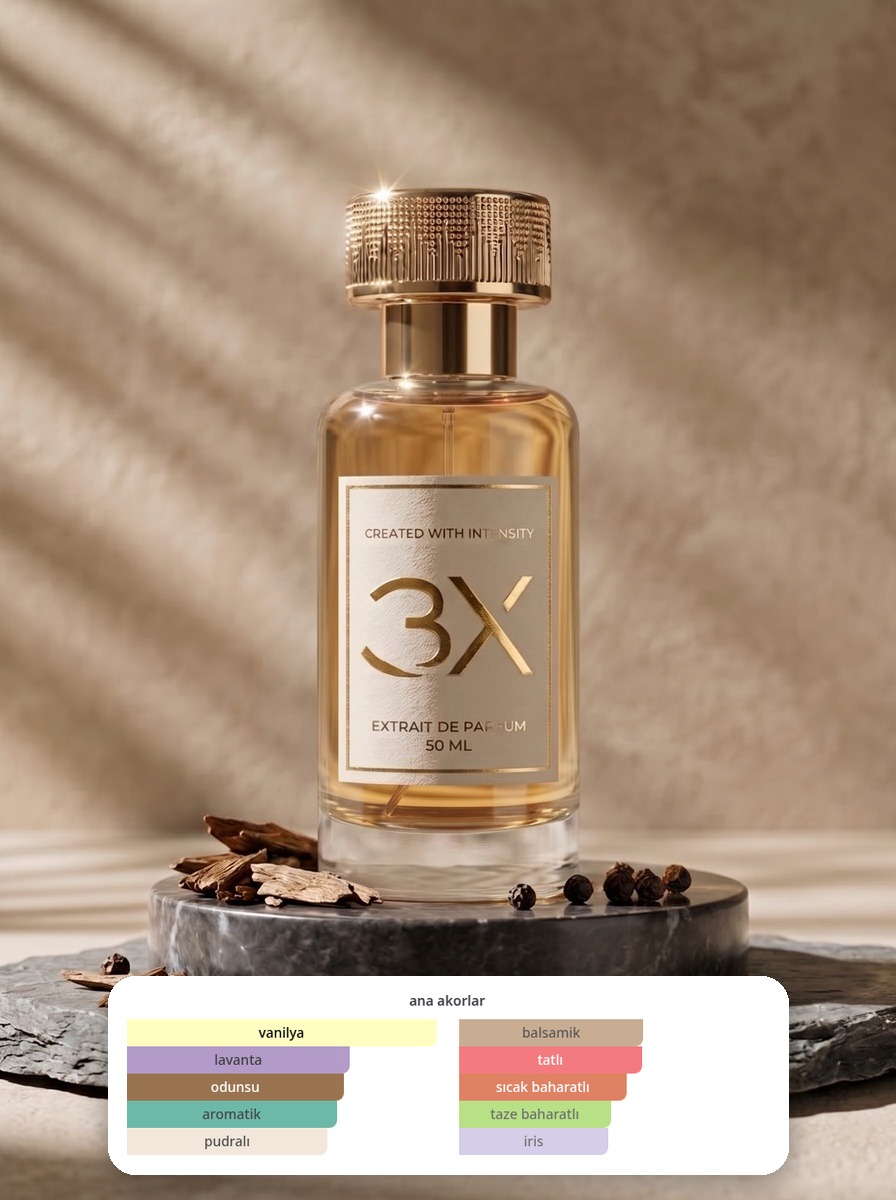 CREATED WITH INTENSITY
3X
EXTRAIT DE PARFUM
50 ML
ana akorlar
vanilya
lavanta
odunsu
aromatik
pudralı
balsamik
tatlı
sıcak baharatlı
taze baharatlı
iris